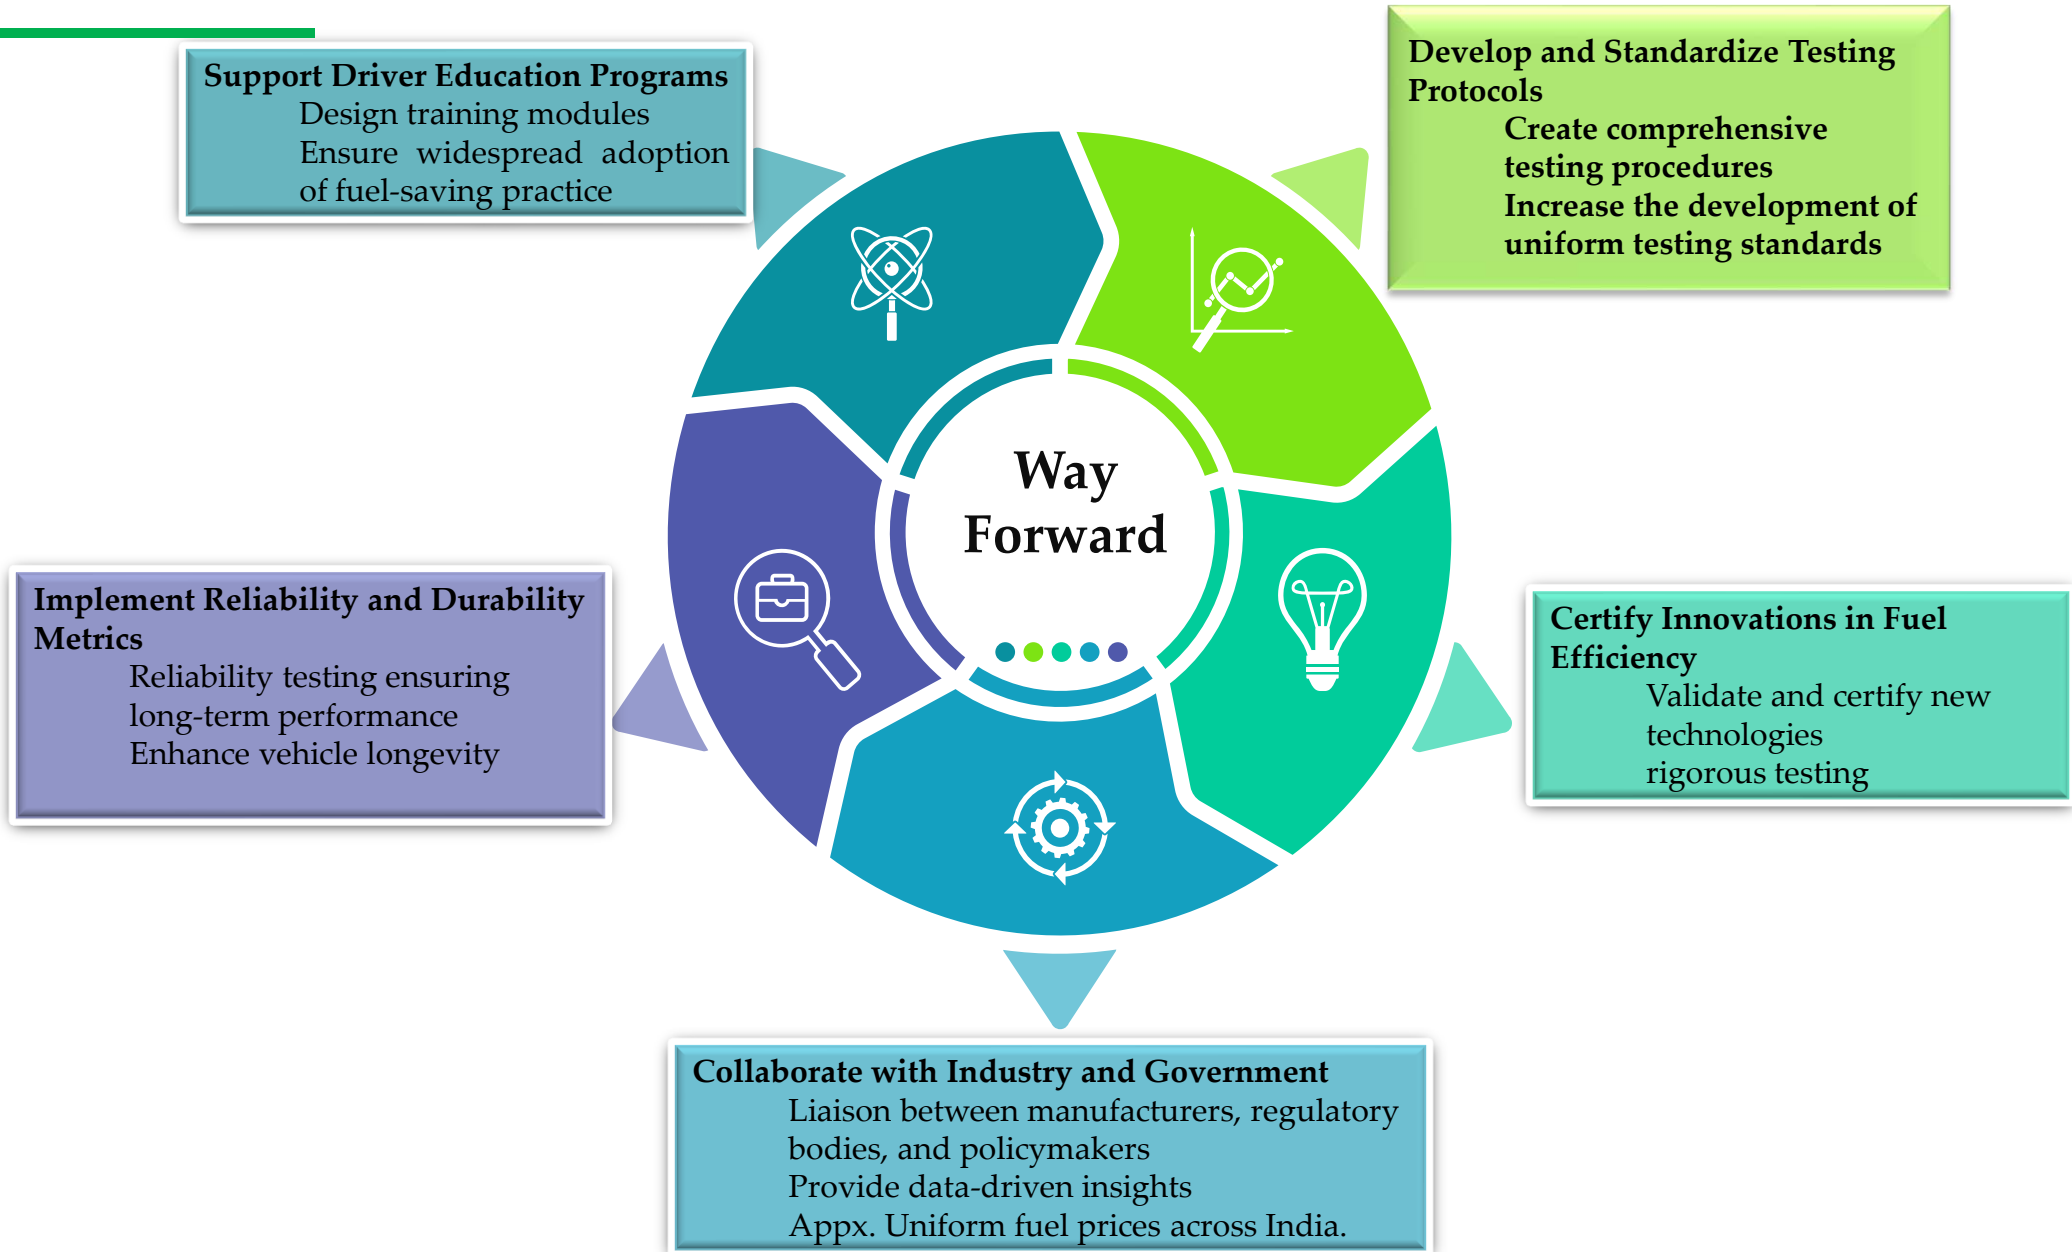 Support Driver Education Programs
Design training modules
Ensure widespread adoption
of fuel-saving practice
Develop and Standardize Testing
Protocols
Create comprehensive
testing procedures
Increase the development of
uniform testing standards
Way
Forward
Implement Reliability and Durability
Metrics
Reliability testing ensuring
long-term performance
Enhance vehicle longevity
Certify Innovations in Fuel
Efficiency
Validate and certify new
technologies
rigorous testing
Collaborate with Industry and Government
Liaison between manufacturers, regulatory
bodies, and policymakers
Provide data-driven insights
Appx. Uniform fuel prices across India.